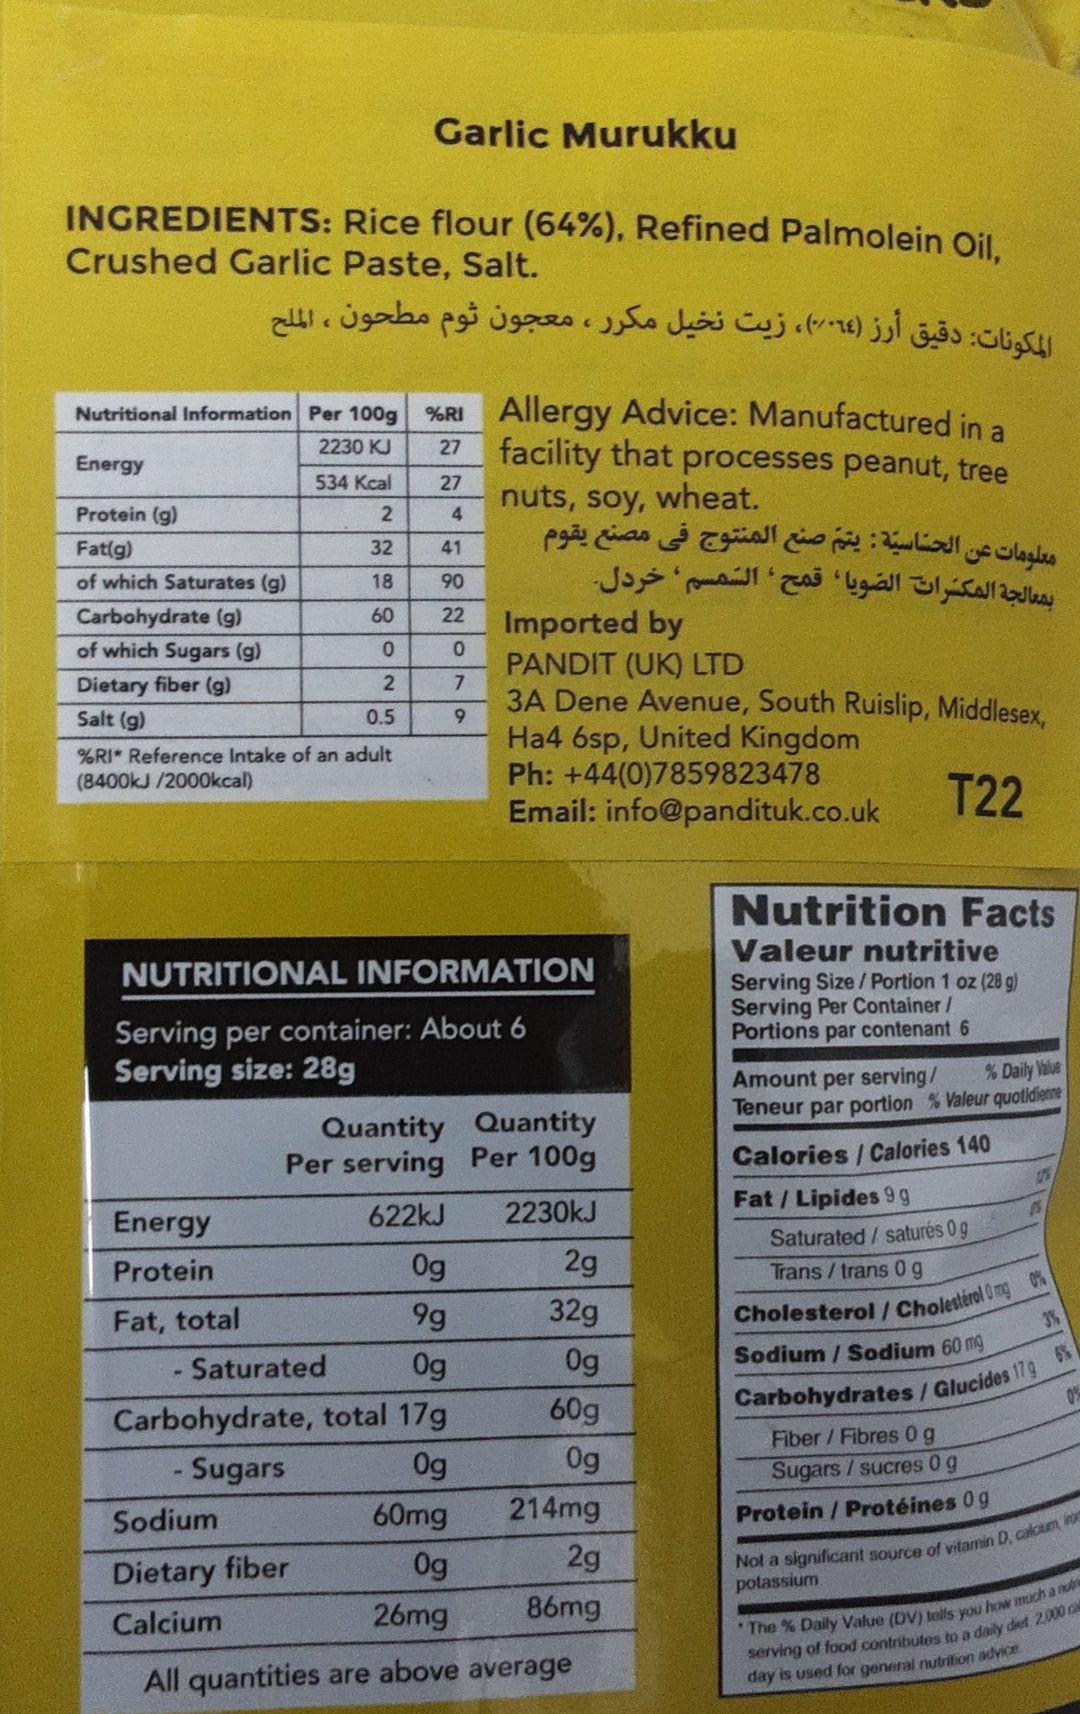 Garlic Murukku
INGREDIENTS: Rice flour (64%), Refined Palmolein Oil,
Crushed Garlic Paste, Salt.
المكونات: دقيق أرز (٠٦٤٪)، زيت نخيل مكرر ، معجون ثوم مطحون ، الملح
Nutritional Information Per 100g %RI
Energy 2230 KJ 27
534 Kcal 27
Protein (g) 2 4
Fat(g) 32 41
of which Saturates (g) 18 90
Carbohydrate (g) 60 22
of which Sugars (g) 0 0
Dietary fiber (g) 2 7
Salt (g) 0.5 9
%RI* Reference Intake of an adult
(8400kJ /2000kcal)
Allergy Advice: Manufactured in a
facility that processes peanut, tree
nuts, soy, wheat.
معلومات عن الحسّاسيّة: يتمّ صنع المنتوج في مصنع يقوم
بمعالجة المكسّرات الصّويا، قمح، السّمسم، خردل.
Imported by
PANDIT (UK) LTD
3A Dene Avenue, South Ruislip, Middlesex,
Ha4 6sp, United Kingdom
Ph: +44(0)7859823478
Email: info@pandituk.co.uk
T22
NUTRITIONAL INFORMATION
Serving per container: About 6
Serving size: 28g
Quantity Quantity
Per serving Per 100g
Energy 622kJ 2230kJ
Protein 0g 2g
Fat, total 9g 32g
- Saturated 0g 0g
Carbohydrate, total 17g 60g
- Sugars 0g 0g
Sodium 60mg 214mg
Dietary fiber 0g 2g
Calcium 26mg 86mg
All quantities are above average
Nutrition Facts
Valeur nutritive
Serving Size / Portion 1 oz (28 g)
Serving Per Container /
Portions par contenant 6
Amount per serving / % Daily Value
Teneur par portion % Valeur quotidienne
Calories / Calories 140
Fat / Lipides 9 g 12%
Saturated / saturés 0 g 0%
Trans / trans 0 g
Cholesterol / Cholestérol 0 mg 0%
Sodium / Sodium 60 mg 3%
Carbohydrates / Glucides 17 g 6%
Fiber / Fibres 0 g 0%
Sugars / sucres 0 g
Protein / Protéines 0 g
Not a significant source of vitamin D, calcium,
potassium
* The % Daily Value (DV) tells you how much a
serving of food contributes to a daily diet. 2,000
day is used for general nutrition advice.